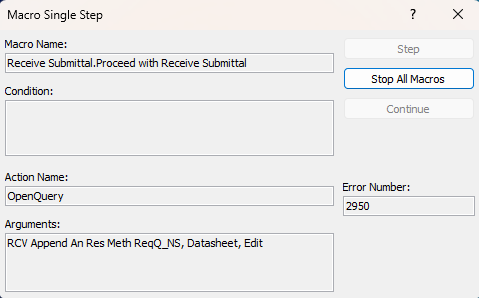 Macro Single Step
?
Macro Name:
Step
Receive Submittal.Proceed with Receive Submittal
Stop All Macros
Condition:
Continue
Action Name:
Error Number:
OpenQuery
2950
Arguments:
RCV Append An Res Meth ReqQ_NS, Datasheet, Edit